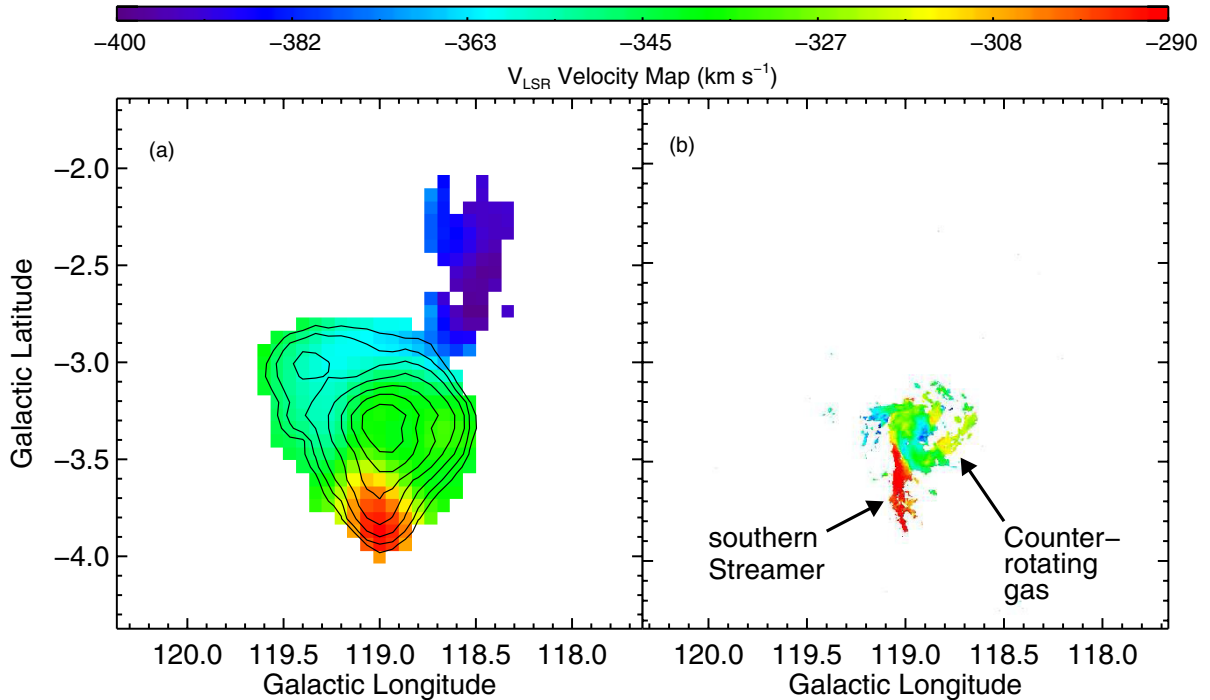 −400 −382 −363 −345 −327 −308 −290
V_LSR Velocity Map (km s⁻¹)
(a)
(b)
Galactic Latitude
−2.0
−2.5
−3.0
−3.5
−4.0
southern
Streamer
Counter−
rotating
gas
120.0 119.5 119.0 118.5 118.0
120.0 119.5 119.0 118.5 118.0
Galactic Longitude
Galactic Longitude